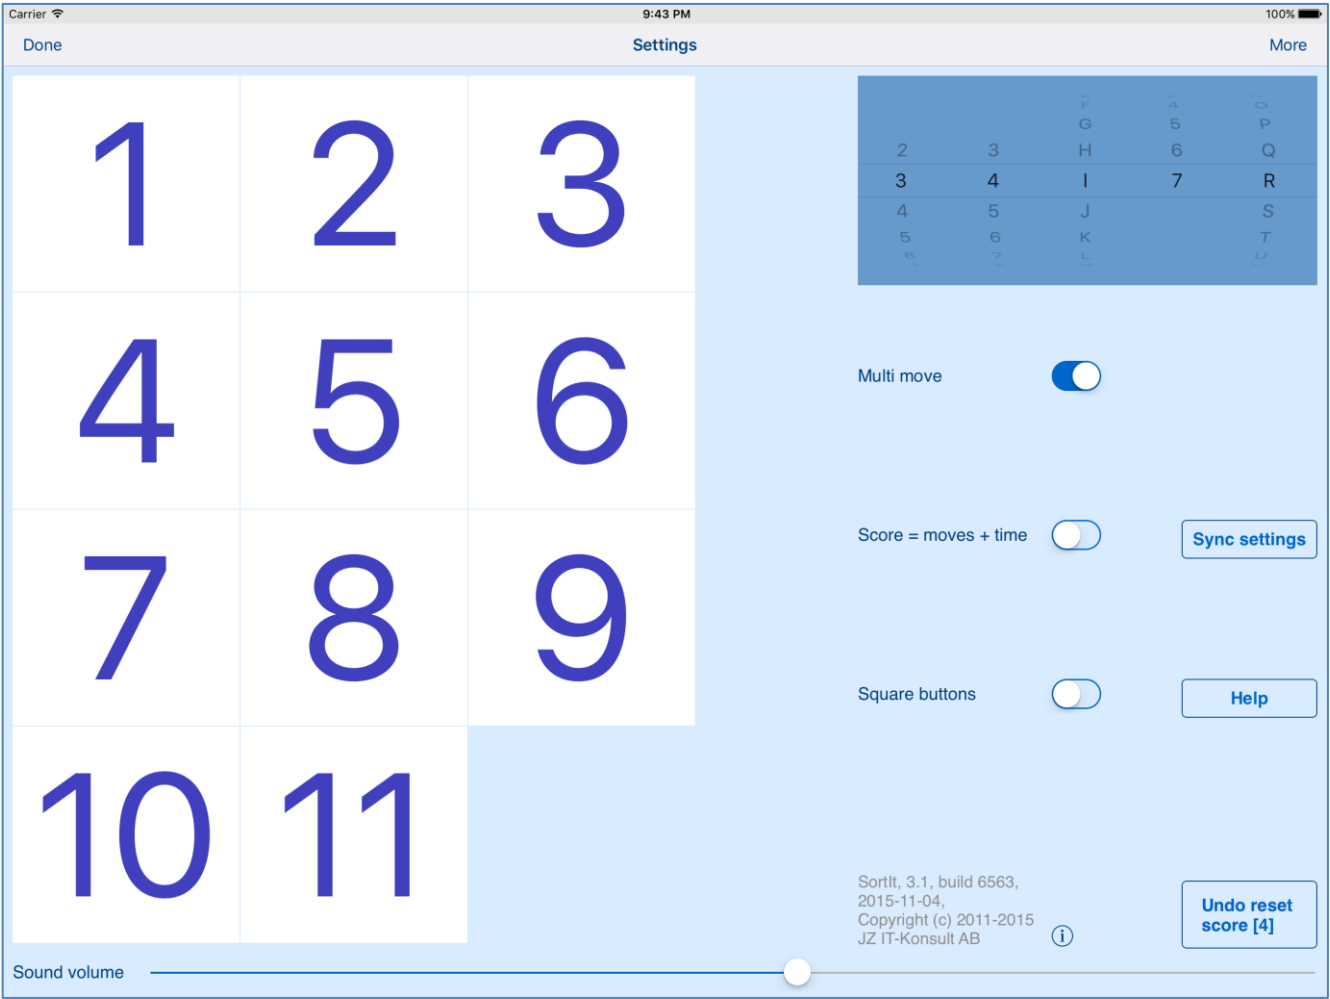 Carrier 9:43 PM 100%
Done Settings More
1 2 3
4 5 6
7 8 9
10 11
F 4 O
G 5 P
2 3 H 6 Q
3 4 I 7 R
4 5 J S
5 6 K T
6 7 L U
Multi move
Score = moves + time
Sync settings
Square buttons
Help
SortIt, 3.1, build 6563,
2015-11-04,
Copyright (c) 2011-2015
JZ IT-Konsult AB
i
Undo reset
score [4]
Sound volume